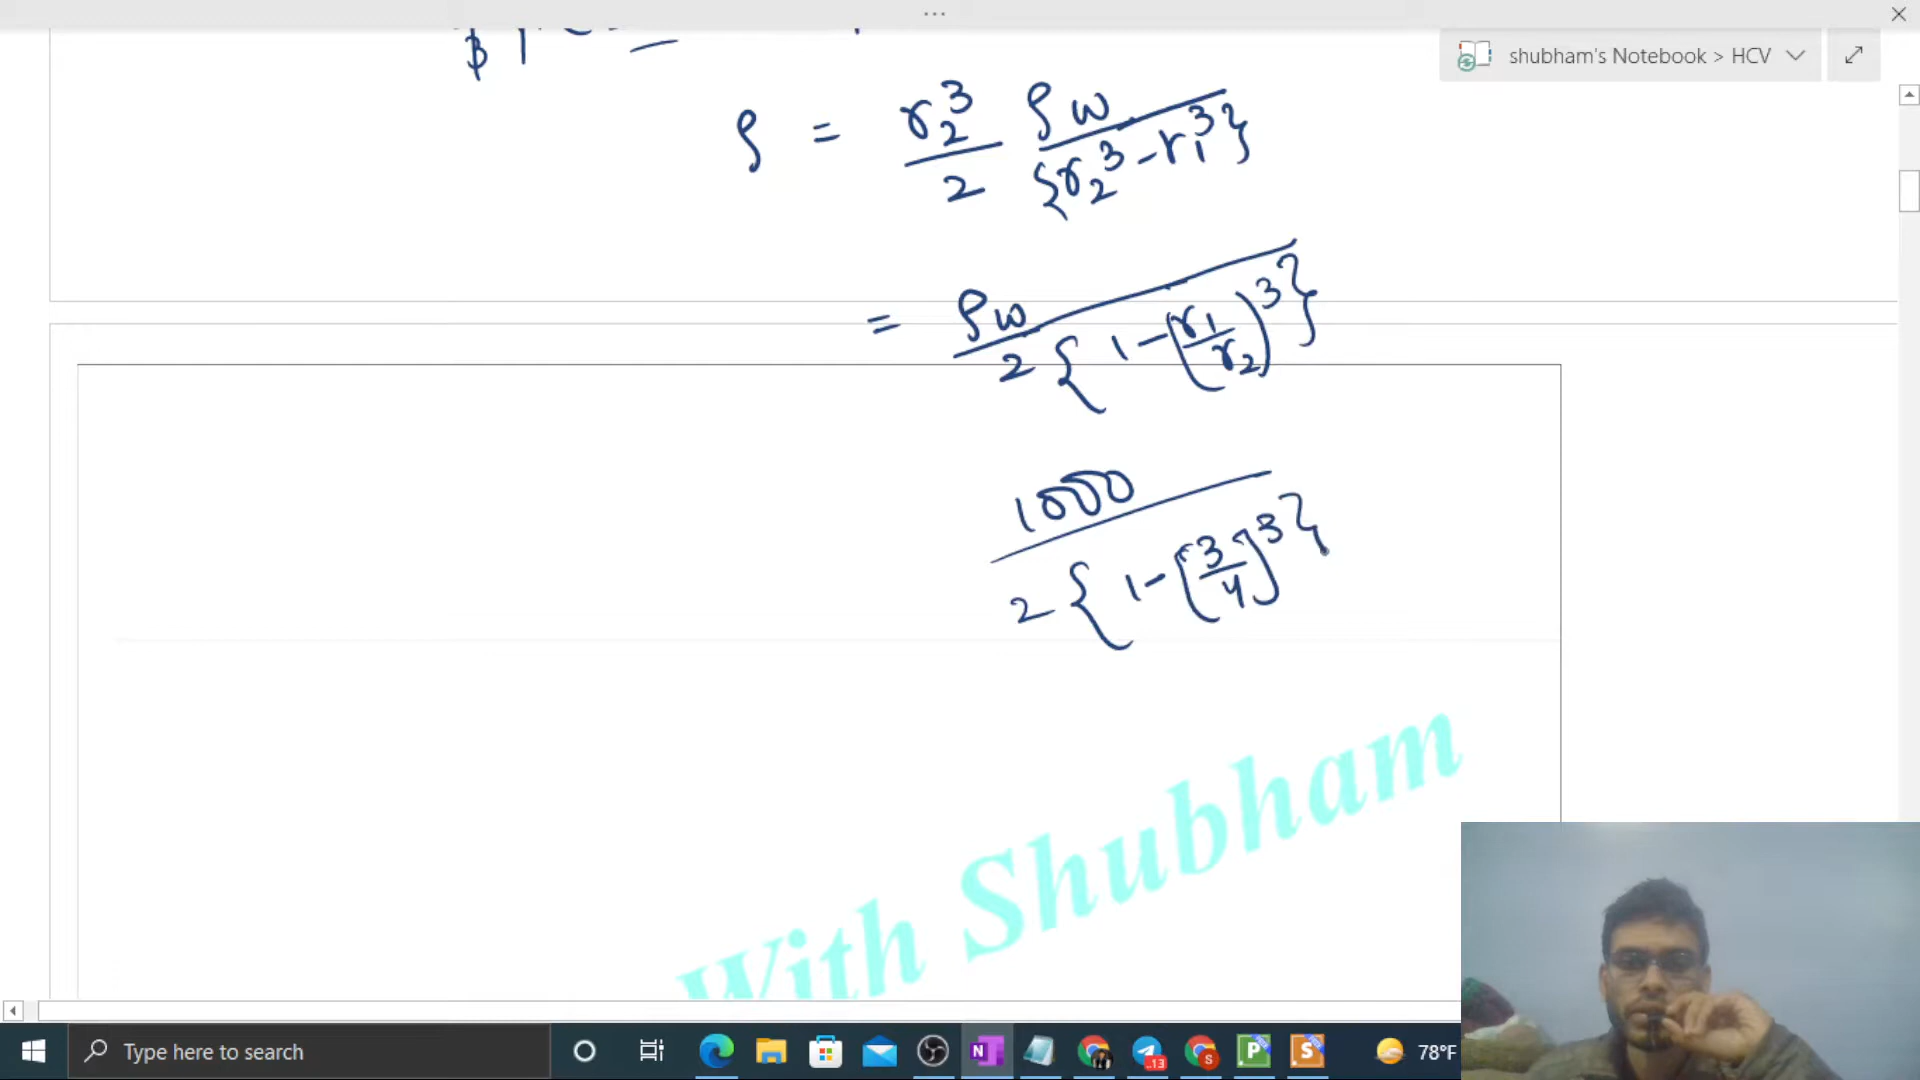 shubham's Notebook > HCV
ρ = r₂³/2 ρw/{r₂³ - r₁³}
= ρw/2{1 - (r₁/r₂)³}
1000/2{1 - (3/4)³}
With Shubham
Type here to search
N
13
S
P
S
78°F